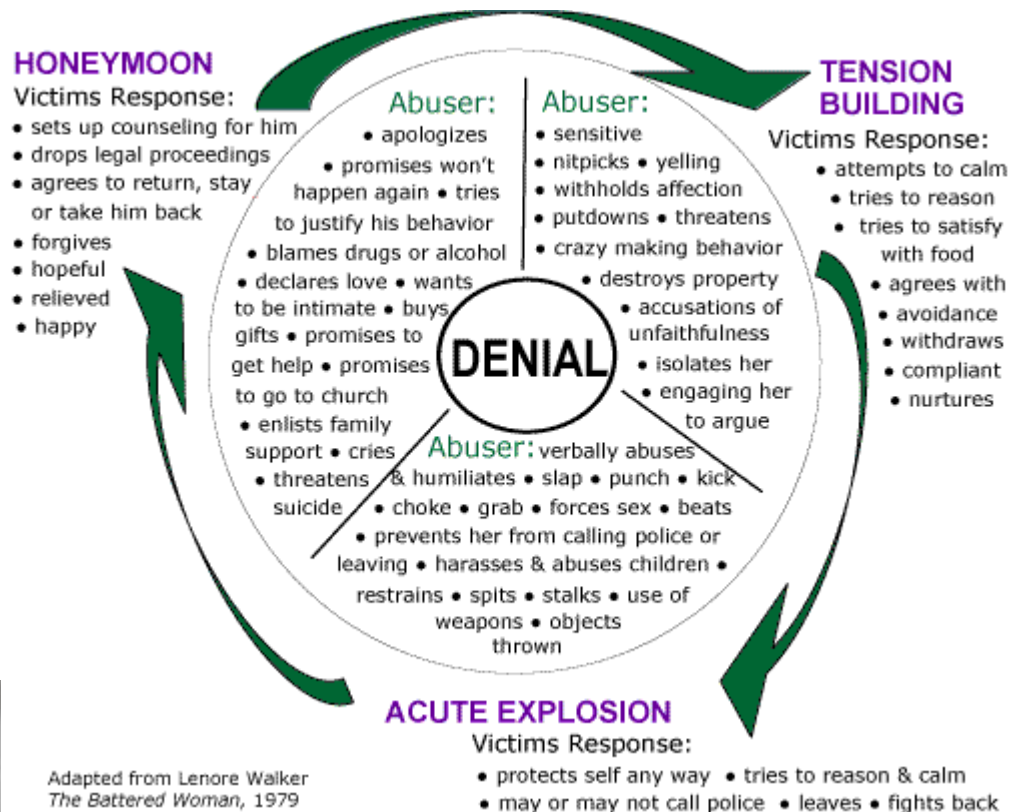 HONEYMOON
Victims Response:
• sets up counseling for him
• drops legal proceedings
• agrees to return, stay
or take him back
• forgives
• hopeful
• relieved
• happy
Abuser:
• apologizes
• promises won't
happen again • tries
to justify his behavior
• blames drugs or alcohol
• declares love • wants
to be intimate • buys
gifts • promises to
get help • promises
to go to church
• enlists family
support • cries
• threatens
suicide
Abuser:
• sensitive
• nitpicks • yelling
• withholds affection
• putdowns • threatens
• crazy making behavior
• destroys property
• accusations of
unfaithfulness
• isolates her
• engaging her
to argue
TENSION
BUILDING
Victims Response:
• attempts to calm
• tries to reason
• tries to satisfy
with food
• agrees with
• avoidance
• withdraws
• compliant
• nurtures
DENIAL
Abuser: verbally abuses
& humiliates • slap • punch • kick
• choke • grab • forces sex • beats
• prevents her from calling police or
leaving • harasses & abuses children •
restrains • spits • stalks • use of
weapons • objects
thrown
ACUTE EXPLOSION
Victims Response:
• protects self any way • tries to reason & calm
• may or may not call police • leaves • fights back
Adapted from Lenore Walker
The Battered Woman, 1979